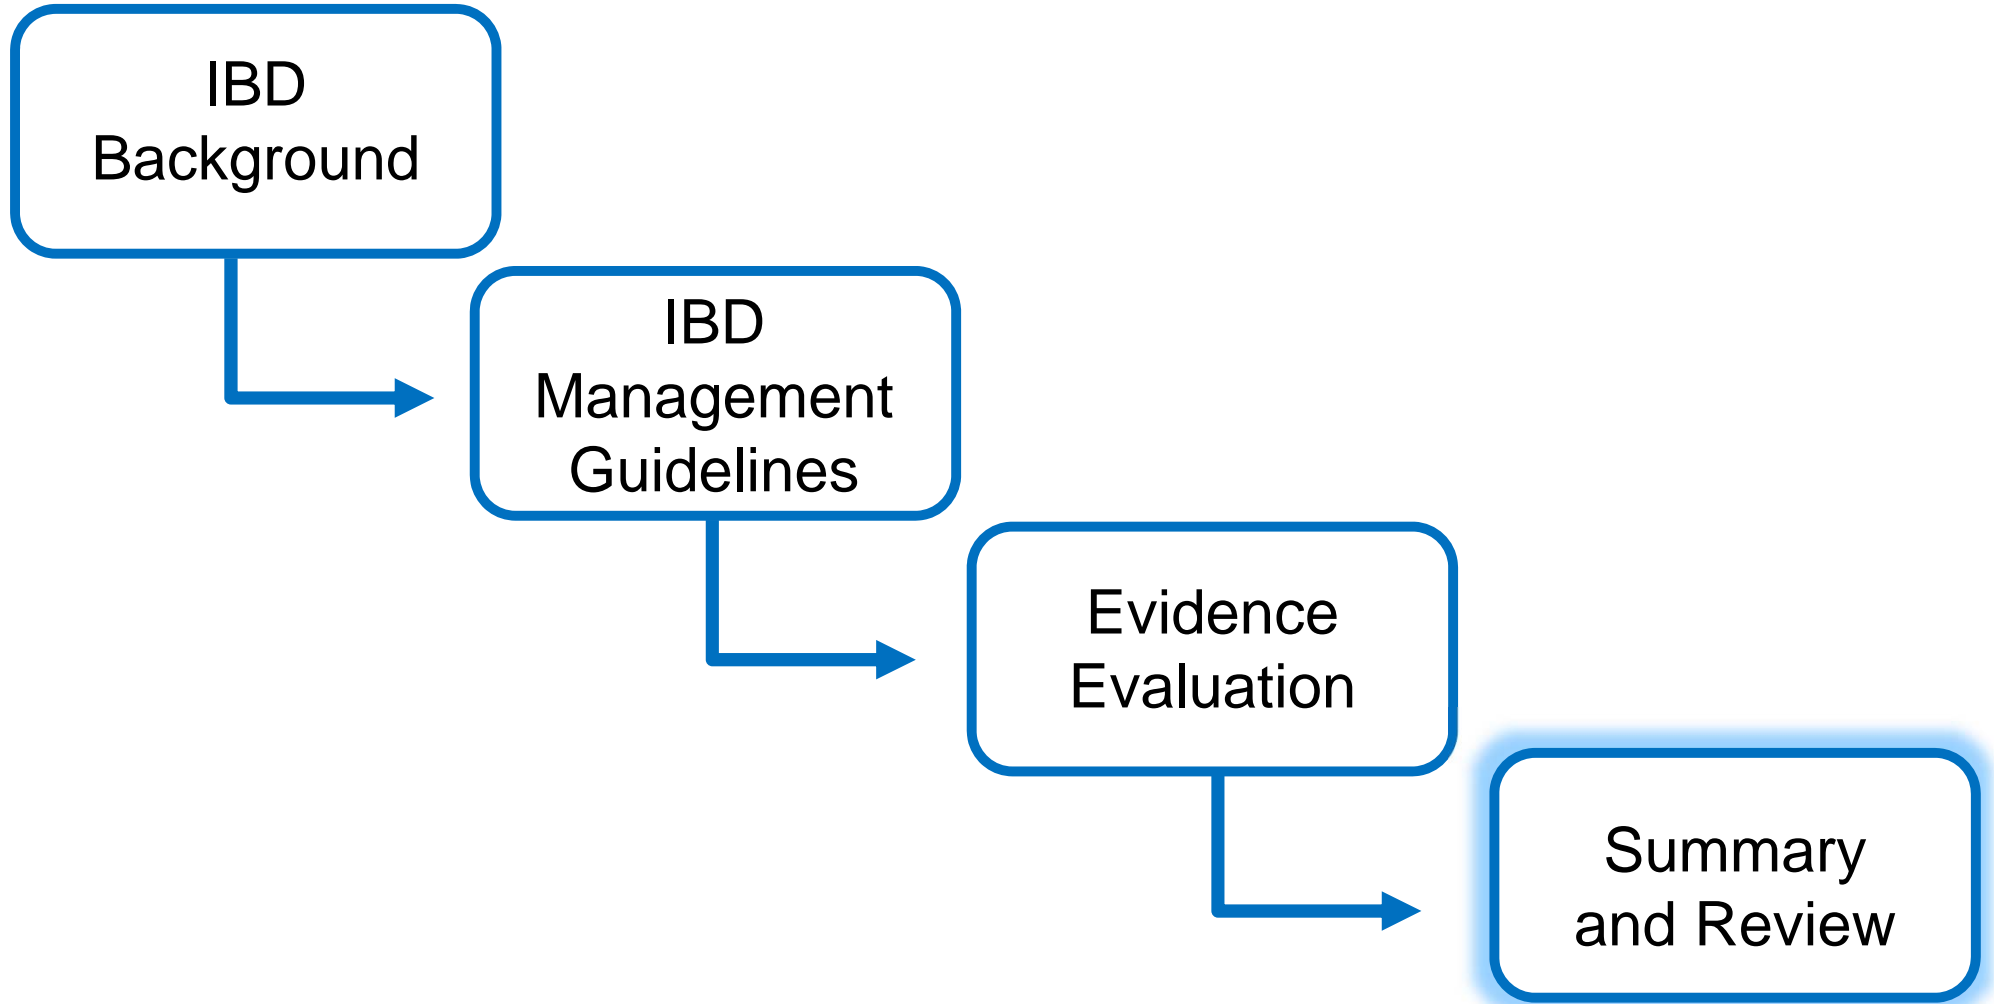 IBD
Background
IBD
Management
Guidelines
Evidence
Evaluation
Summary
and Review